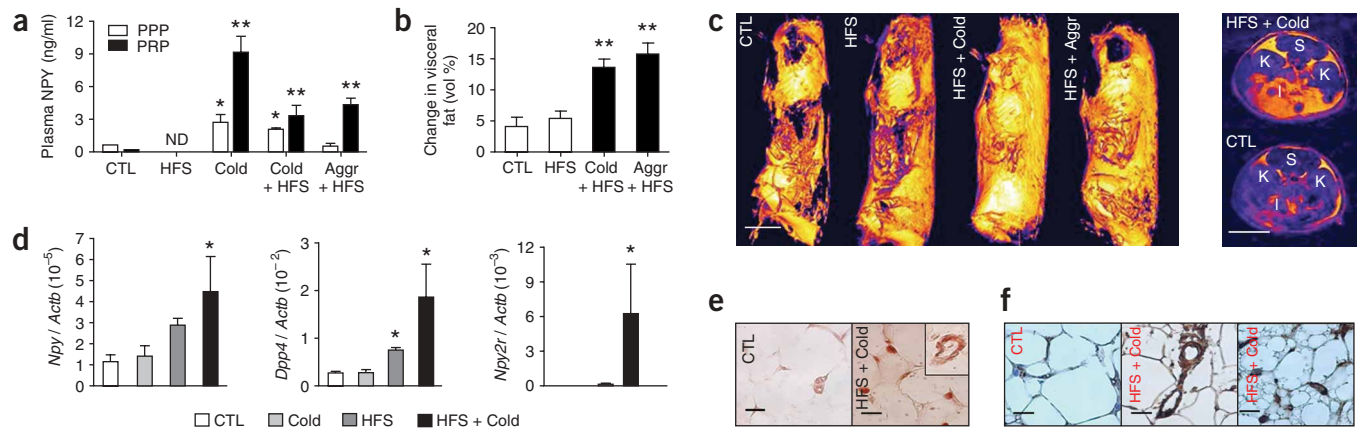 a
Plasma NPY (ng/ml)
12
9
6
3
0
PPP
PRP
ND
*
**
*
**
**
CTL
HFS
Cold
Cold + HFS
Aggr + HFS
b
Change in visceral fat (vol %)
20
15
10
5
0
**
**
CTL
HFS
Cold + HFS
Aggr + HFS
c
CTL
HFS
HFS + Cold
HFS + Aggr
HFS + Cold
S
K
K
I
CTL
S
K
K
I
d
Npy / Actb (10⁻⁵)
7
6
5
4
3
2
1
0
*
Dpp4 / Actb (10⁻²)
3
2
1
0
*
*
Npy2r / Actb (10⁻³)
12
9
6
3
0
*
CTL
Cold
HFS
HFS + Cold
e
CTL
HFS + Cold
f
CTL
HFS + Cold
HFS + Cold